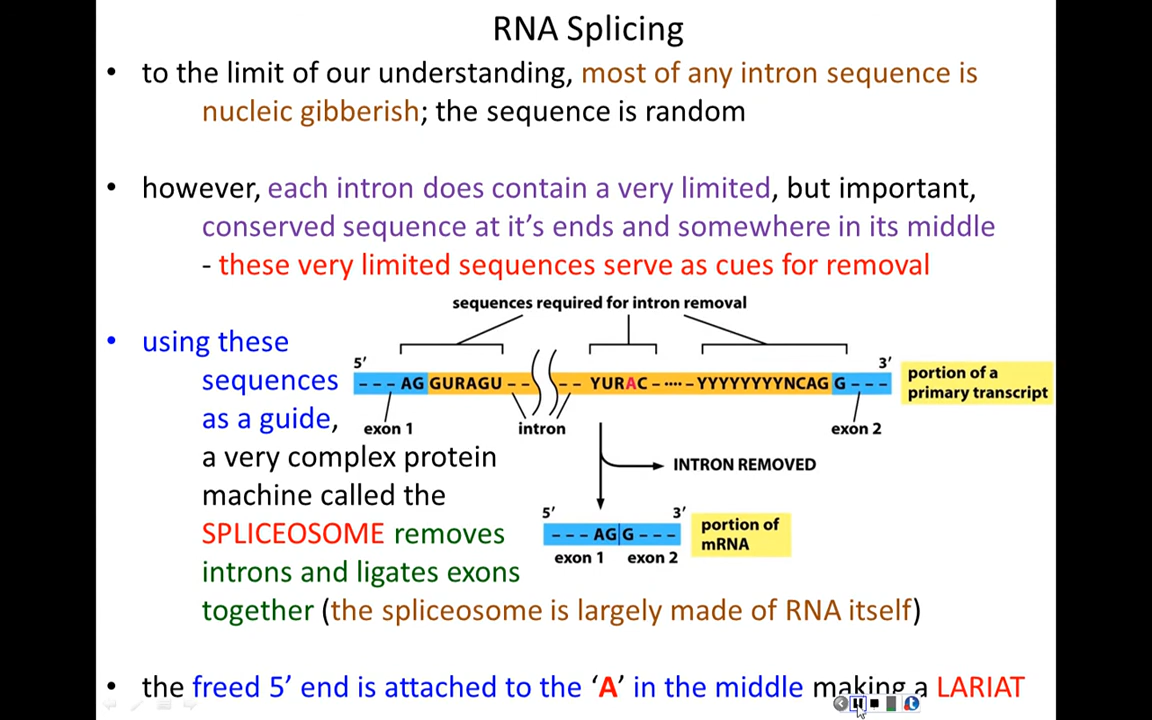 RNA Splicing
• to the limit of our understanding, most of any intron sequence is
nucleic gibberish; the sequence is random
• however, each intron does contain a very limited, but important,
conserved sequence at it's ends and somewhere in its middle
- these very limited sequences serve as cues for removal
sequences required for intron removal
• using these
sequences
as a guide,
a very complex protein
machine called the
SPLICEOSOME removes
introns and ligates exons
together (the spliceosome is largely made of RNA itself)
5' 3'
- - - AG GURAGU - - - - YURAC - ···· - YYYYYYYYNCAG G - - -
exon 1 intron exon 2
portion of a
primary transcript
INTRON REMOVED
5' 3'
- - - AG G - - -
exon 1 exon 2
portion of
mRNA
• the freed 5' end is attached to the 'A' in the middle making a LARIAT